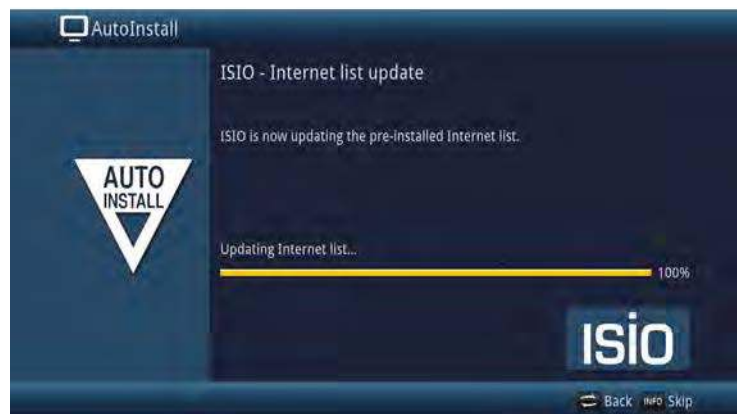 AutoInstall
ISIO - Internet list update
ISIO is now updating the pre-installed Internet list.
AUTO
INSTALL
Updating Internet list...
100%
ISIO
Back INFO Skip